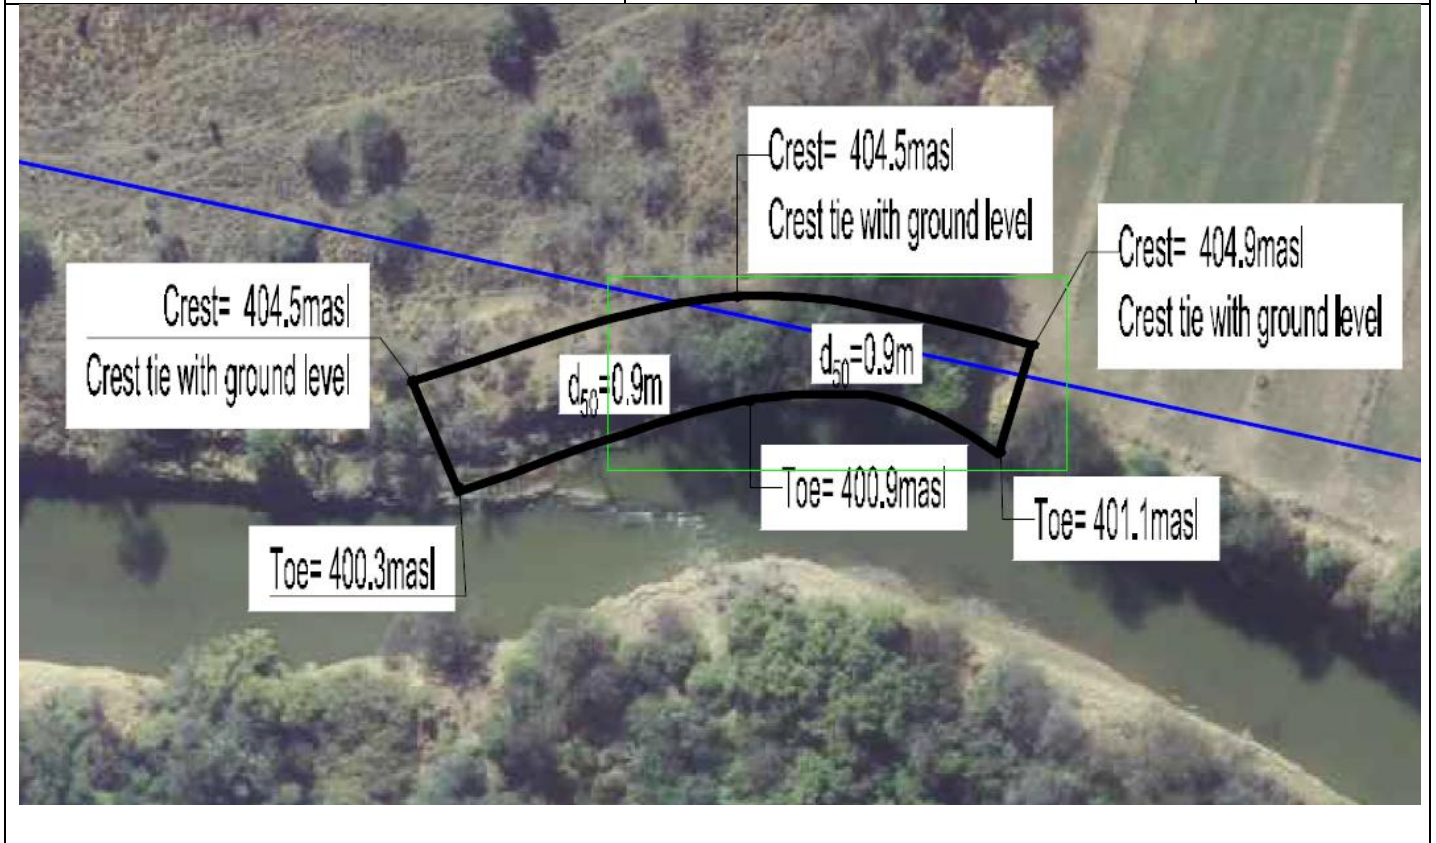 Crest= 404.5masl
Crest tie with ground level
Crest= 404.9masl
Crest tie with ground level
Crest= 404.5masl
Crest tie with ground level
d50=0.9m
d50=0.9m
Toe= 400.9masl
Toe= 401.1masl
Toe= 400.3masl